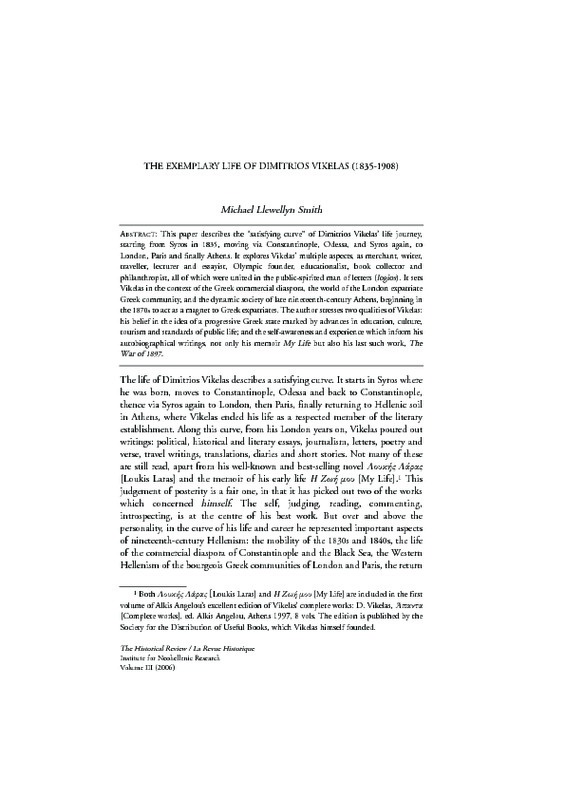 THE EXEMPLARY LIFE OF DIMITRIOS VIKELAS (1835-1908)
Michael Llewellyn Smith
ABSTRACT: This paper describes the "satisfying curve" of Dimitrios Vikelas' life journey,
starting from Syros in 1835, moving via Constantinople, Odessa, and Syros again, to
London, Paris and finally Athens. It explores Vikelas' multiple aspects, as merchant, writer,
traveller, lecturer and essayist, Olympic founder, educationalist, book collector and
philanthropist, all of which were united in the public-spirited man of letters (logios). It sets
Vikelas in the context of the Greek commercial diaspora, the world of the London expatriate
Greek community, and the dynamic society of late nineteenth-century Athens, beginning in
the 1870s to act as a magnet to Greek expatriates. The author stresses two qualities of Vikelas:
his belief in the idea of a progressive Greek state marked by advances in education, culture,
tourism and standards of public life; and the self-awareness and experience which inform his
autobiographical writings, not only his memoir My Life but also his last such work, The
War of 1897.
The life of Dimitrios Vikelas describes a satisfying curve. It starts in Syros where
he was born, moves to Constantinople, Odessa and back to Constantinople,
thence via Syros again to London, then Paris, finally returning to Hellenic soil
in Athens, where Vikelas ended his life as a respected member of the literary
establishment. Along this curve, from his London years on, Vikelas poured out
writings: political, historical and literary essays, journalism, letters, poetry and
verse, travel writings, translations, diaries and short stories. Not many of these
are still read, apart from his well-known and best-selling novel Λουκής Λάρας
[Loukis Laras] and the memoir of his early life Η Ζωή μου [My Life].1 This
judgement of posterity is a fair one, in that it has picked out two of the works
which concerned himself. The self, judging, reading, commenting,
introspecting, is at the centre of his best work. But over and above the
personality, in the curve of his life and career he represented important aspects
of nineteenth-century Hellenism: the mobility of the 1830s and 1840s, the life
of the commercial diaspora of Constantinople and the Black Sea, the Western
Hellenism of the bourgeois Greek communities of London and Paris, the return
1 Both Λουκής Λάρας [Loukis Laras] and Η Ζωή μου [My Life] are included in the first
volume of Alkis Angelou's excellent edition of Vikelas' complete works: D. Vikelas, Άπαντα
[Complete works], ed. Alkis Angelou, Athens 1997, 8 vols. The edition is published by the
Society for the Distribution of Useful Books, which Vikelas himself founded.
The Historical Review / La Revue Historique
Institute for Neohellenic Research
Volume III (2006)